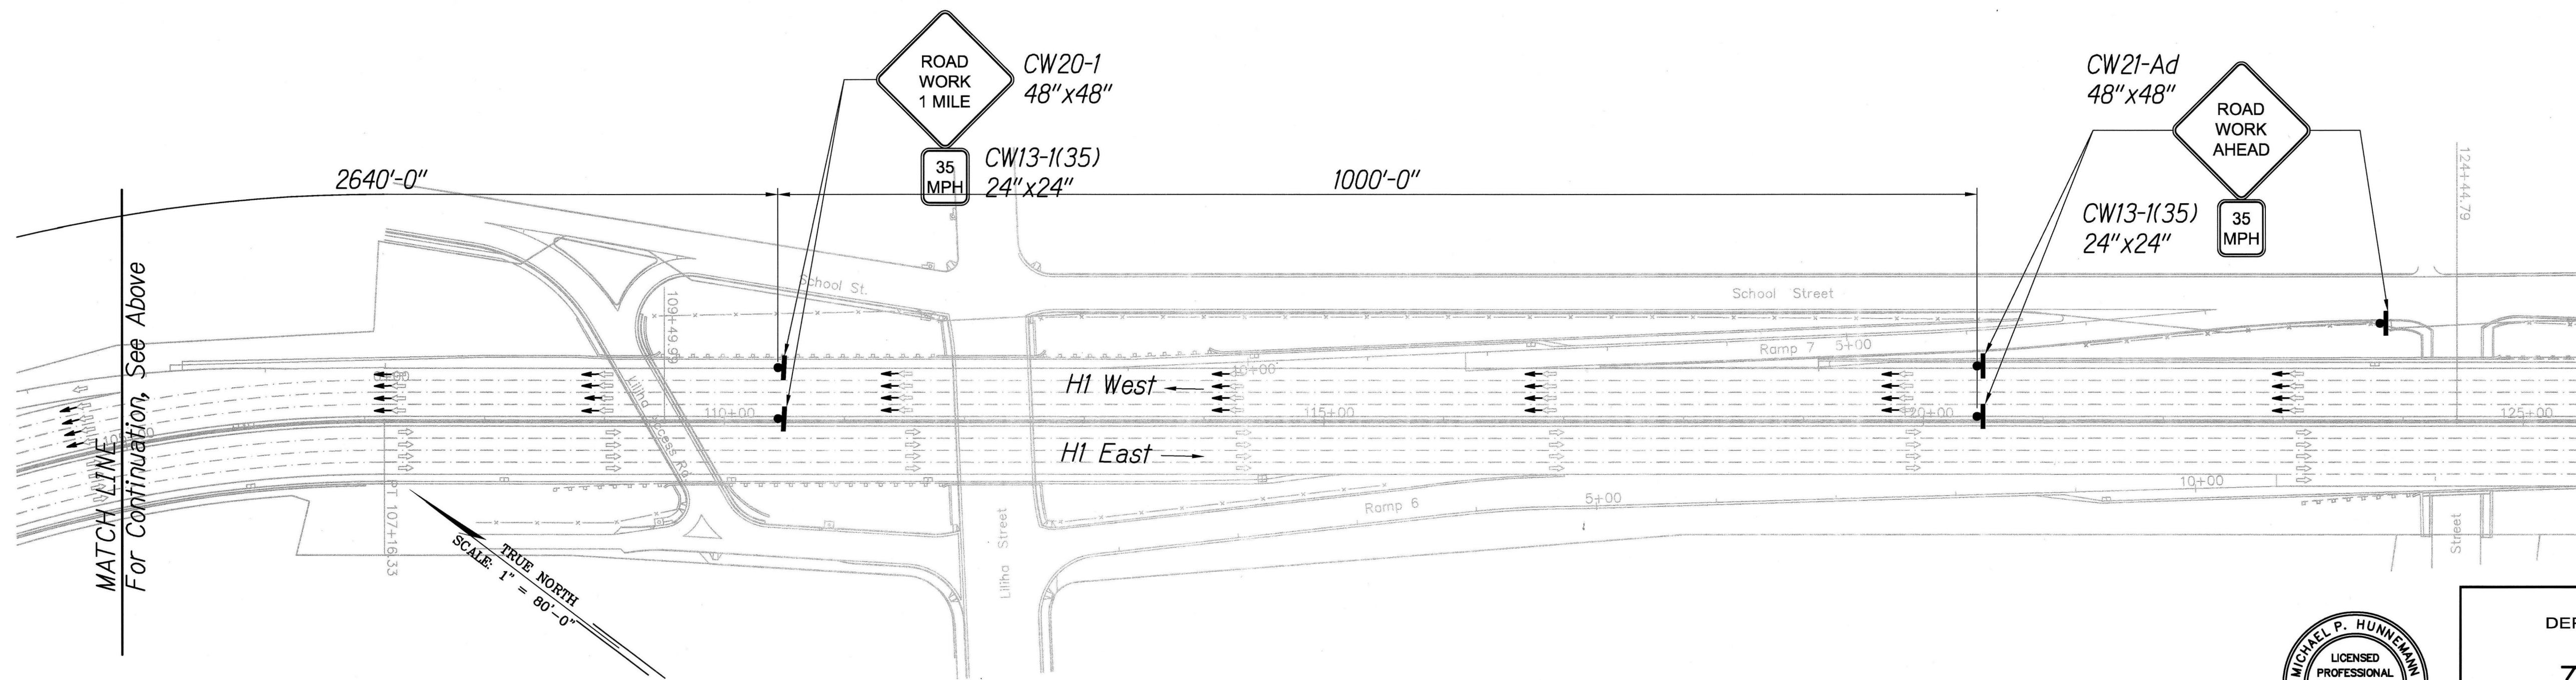 ROAD
WORK
1 MILE
CW20-1
48"x48"
35
MPH
CW13-1(35)
24"x24"
CW21-Ad
48"x48"
ROAD
WORK
AHEAD
CW13-1(35)
24"x24"
35
MPH
2640'-0"
1000'-0"
124+44.79
MATCH LINE
For Continuation, See Above
School St.
109+49.99
School Street
Ramp 7
5+00
10+00
H1 West
110+00
115+00
120+00
125+00
Liliha Access Rd.
H1 East
PT 107+16.33
Ramp 6
5+00
10+00
Liliha Street
Street
TRUE NORTH
SCALE: 1" = 80'-0"
MICHAEL P. HUNNEMANN
LICENSED
PROFESSIONAL
DEP